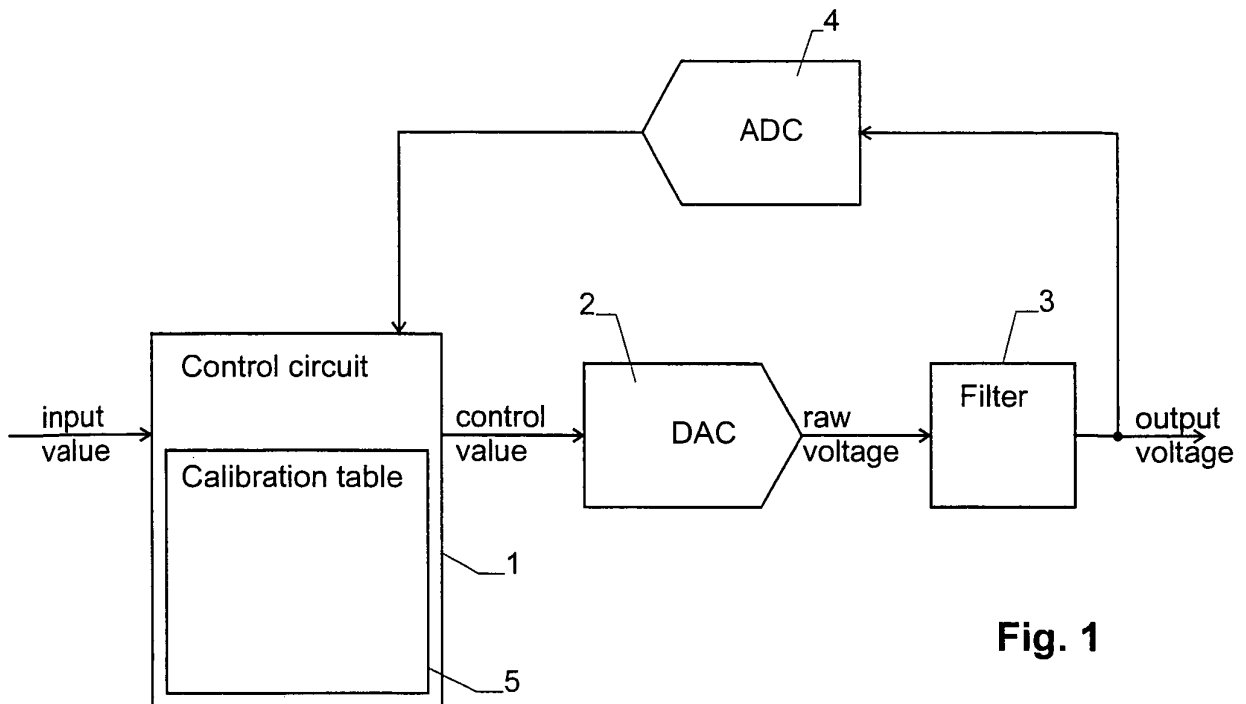 4
ADC
2
3
Control circuit
Filter
input
value
control
value
DAC
raw
voltage
output
voltage
Calibration table
1
5
Fig. 1